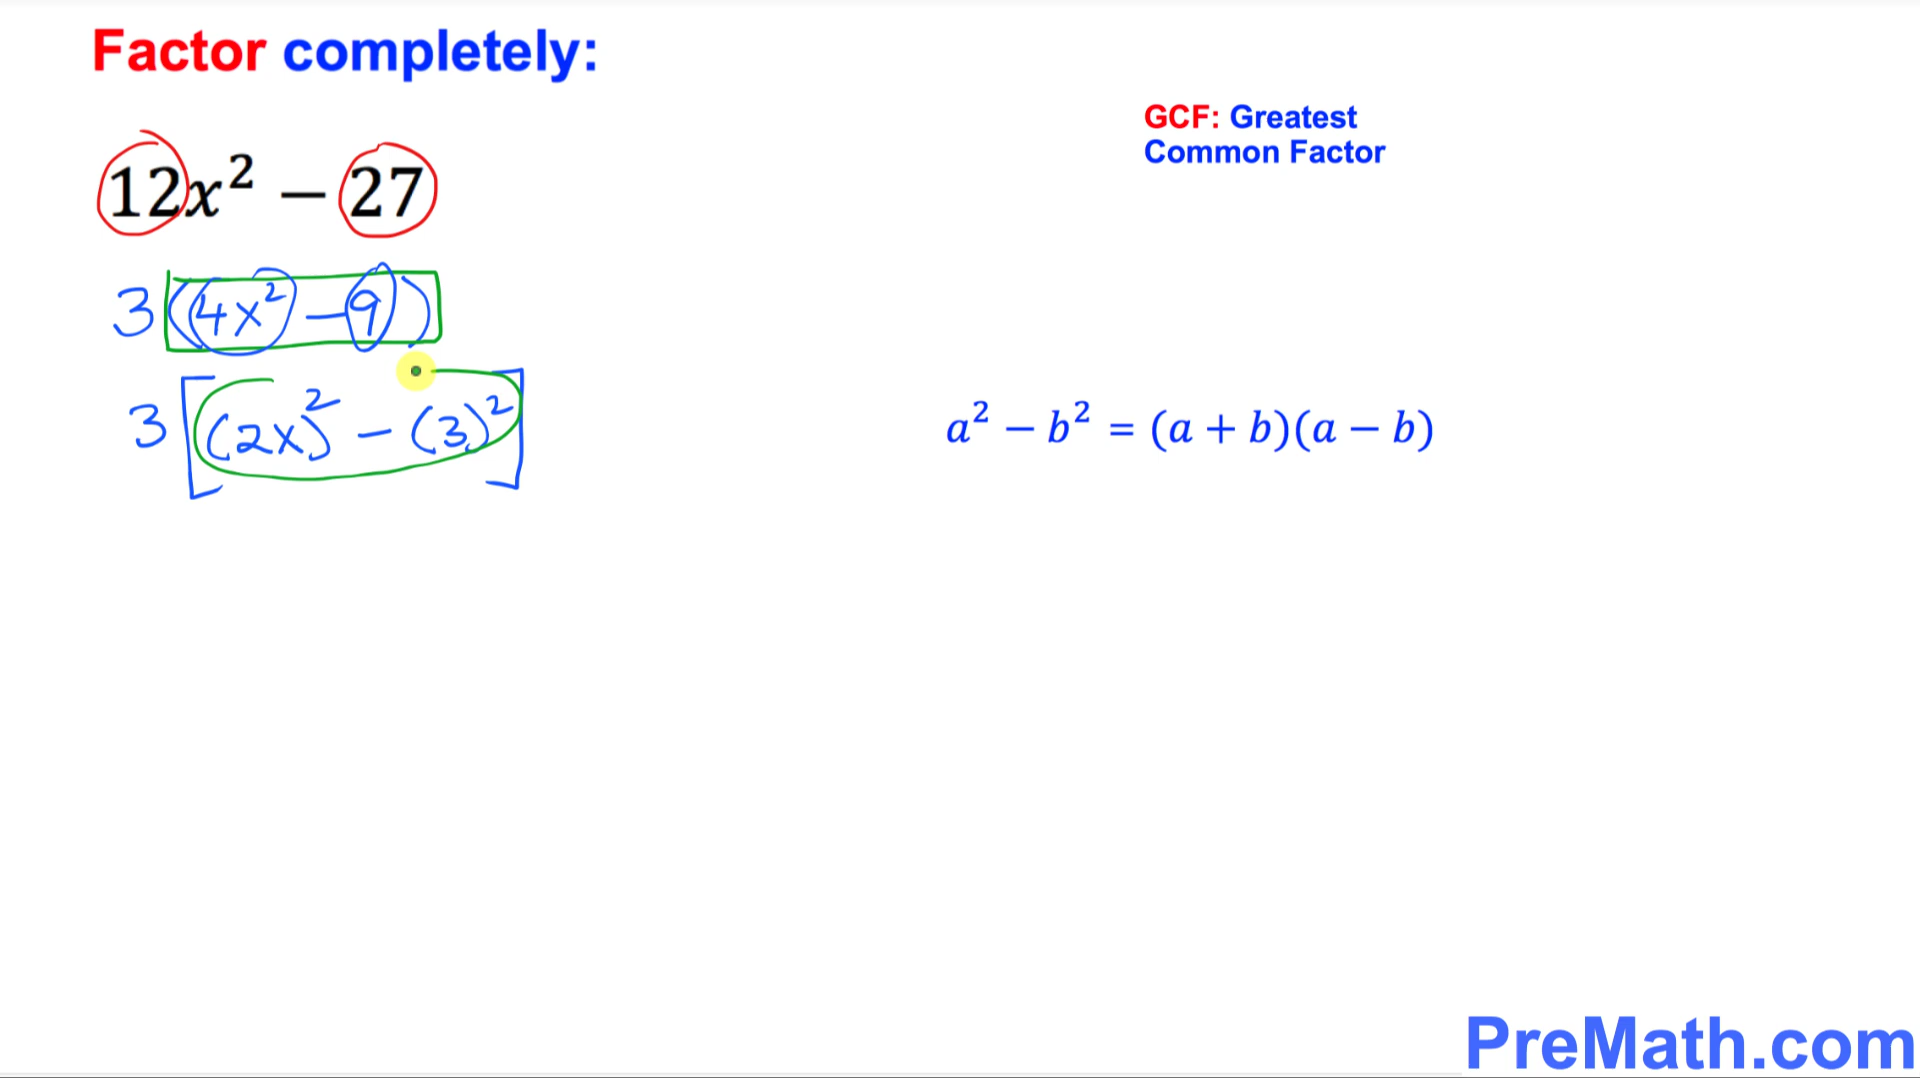 Factor completely:
GCF: Greatest
Common Factor
12x² − 27
3(4x² − 9)
3[(2x)² − (3)²]
a² − b² = (a + b)(a − b)
PreMath.com